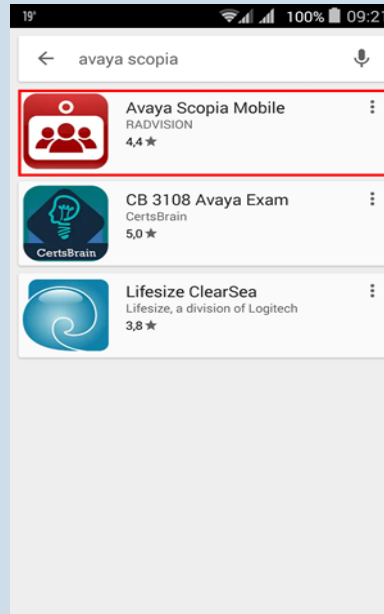 19°
100% 09:21
avaya scopia
Avaya Scopia Mobile
RADVISION
4,4 ★
CB 3108 Avaya Exam
CertsBrain
5,0 ★
CertsBrain
Lifesize ClearSea
Lifesize, a division of Logitech
3,8 ★